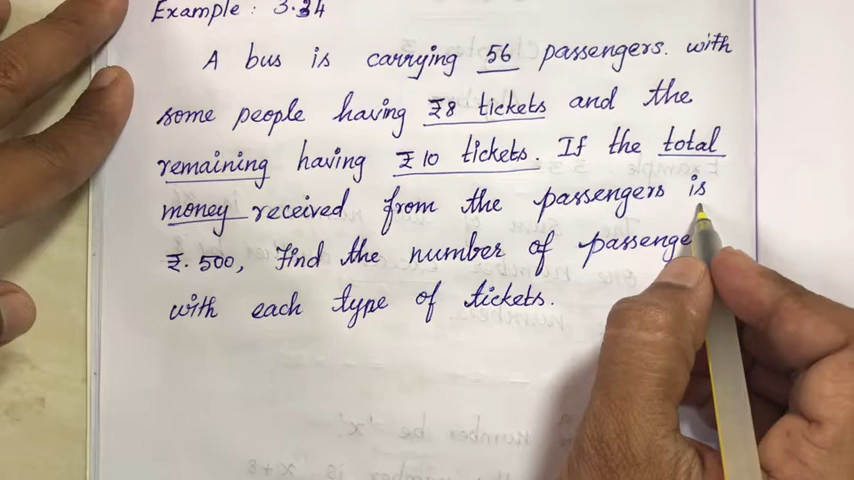 Example : 3.34
A bus is carrying 56 passengers. with
some people having ₹8 tickets and the
remaining having ₹10 tickets. If the total
money received from the passengers is
₹.500, Find the number of passenge
with each type of tickets.